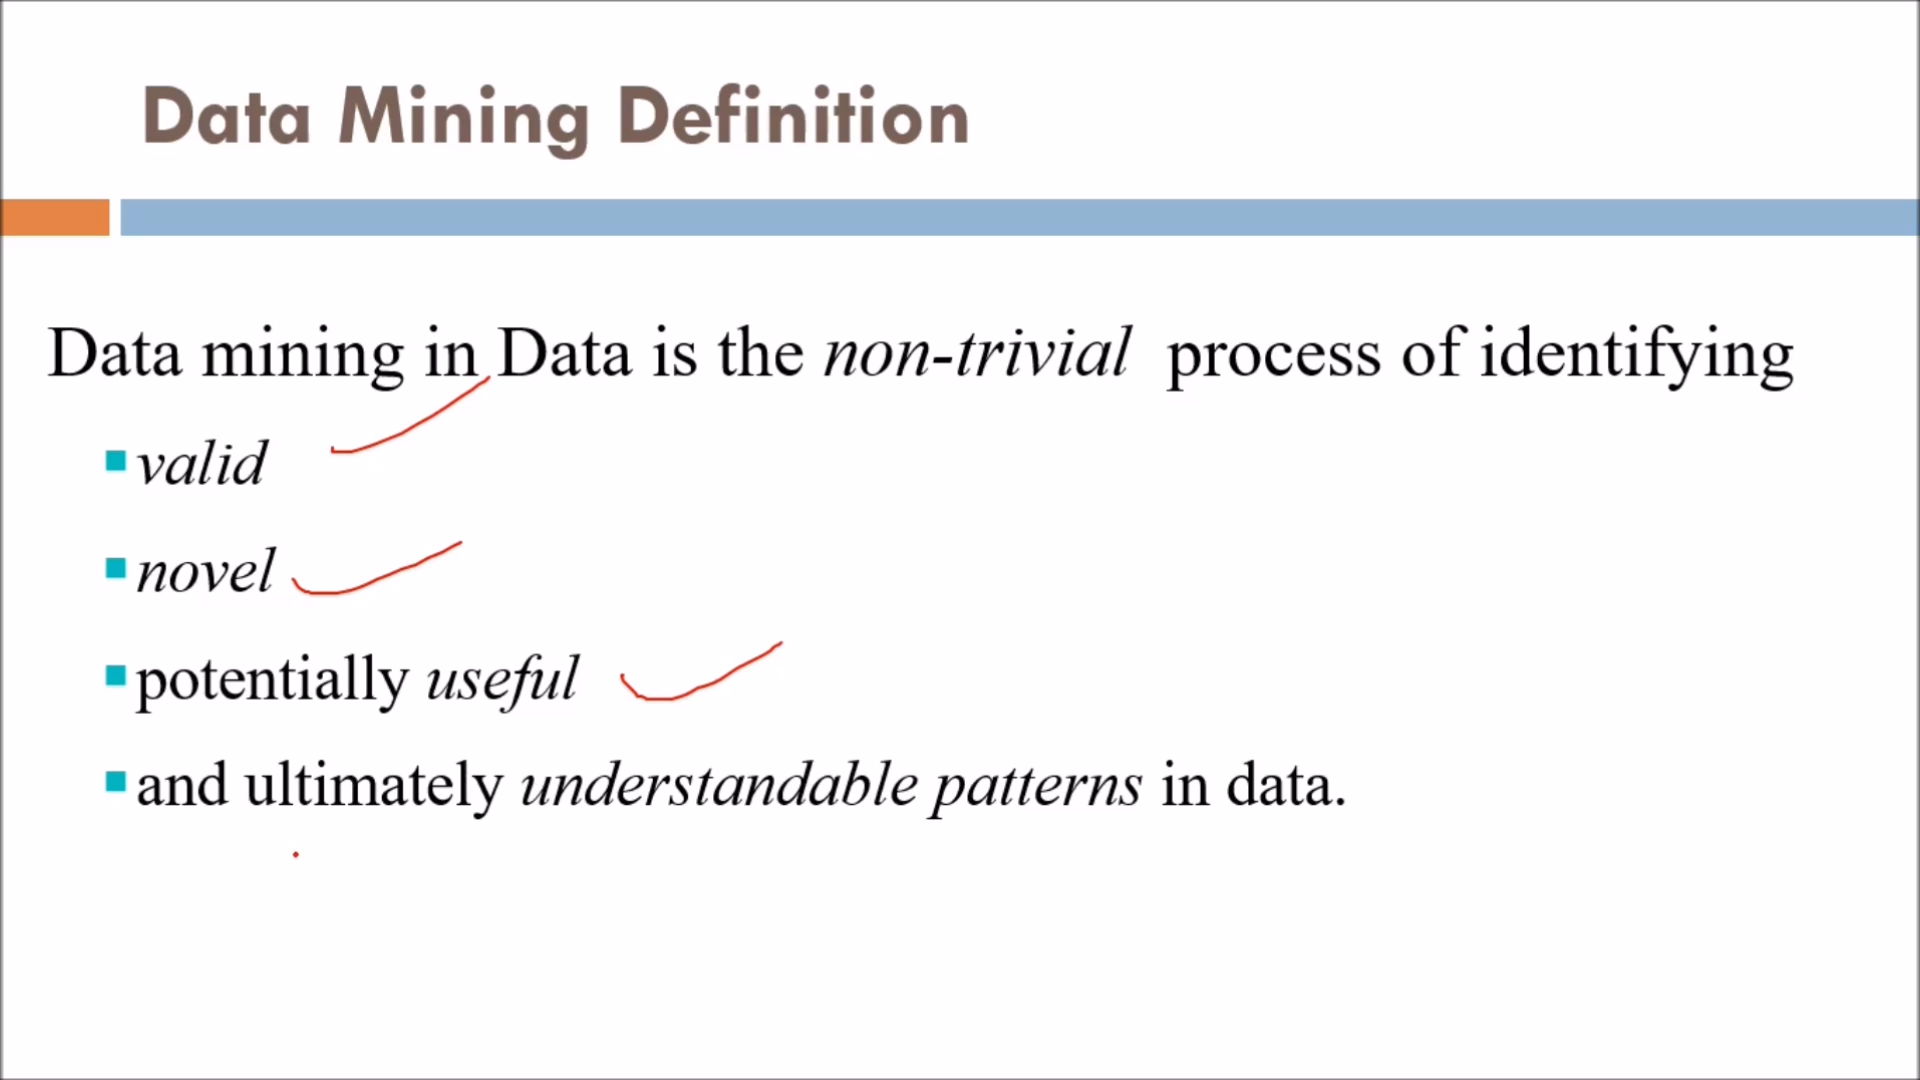 Data Mining Definition
Data mining in Data is the non-trivial process of identifying
valid
novel
potentially useful
and ultimately understandable patterns in data.